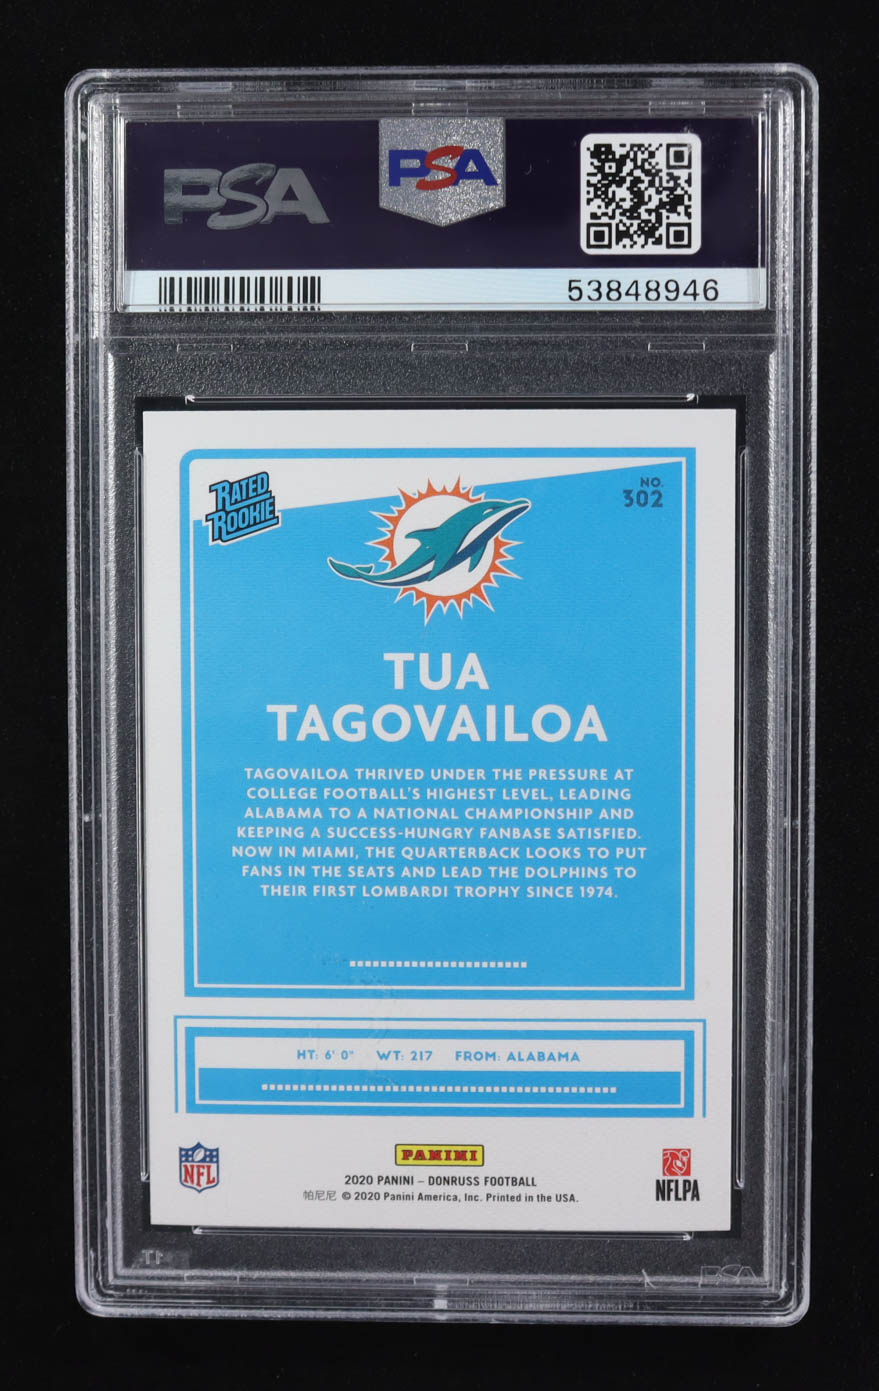 PSA
PSA
53848946
RATED
ROOKIE
NO.
302
TUA
TAGOVAILOA
TAGOVAILOA THRIVED UNDER THE PRESSURE AT
COLLEGE FOOTBALL'S HIGHEST LEVEL, LEADING
ALABAMA TO A NATIONAL CHAMPIONSHIP AND
KEEPING A SUCCESS-HUNGRY FANBASE SATISFIED.
NOW IN MIAMI, THE QUARTERBACK LOOKS TO PUT
FANS IN THE SEATS AND LEAD THE DOLPHINS TO
THEIR FIRST LOMBARDI TROPHY SINCE 1974.
HT: 6' 0" WT: 217 FROM: ALABAMA
NFL
PANINI
NFLPA
2020 PANINI – DONRUSS FOOTBALL
帕尼尼 © 2020 Panini America, Inc. Printed in the USA.
PSA